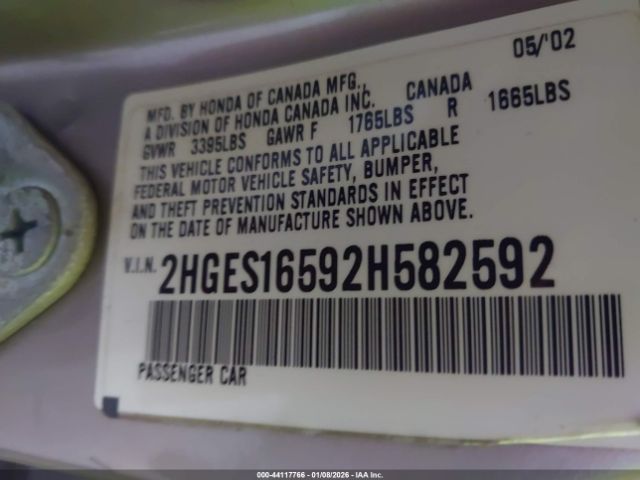 05/'02
MFD. BY HONDA OF CANADA MFG.,
A DIVISION OF HONDA CANADA INC. CANADA
GVWR 3395LBS GAWR F 1765LBS R 1665LBS
THIS VEHICLE CONFORMS TO ALL APPLICABLE
FEDERAL MOTOR VEHICLE SAFETY, BUMPER,
AND THEFT PREVENTION STANDARDS IN EFFECT
ON THE DATE OF MANUFACTURE SHOWN ABOVE.
V.I.N. 2HGES16592H582592
PASSENGER CAR
000-44117766 - 01/08/2026 - IAA Inc.